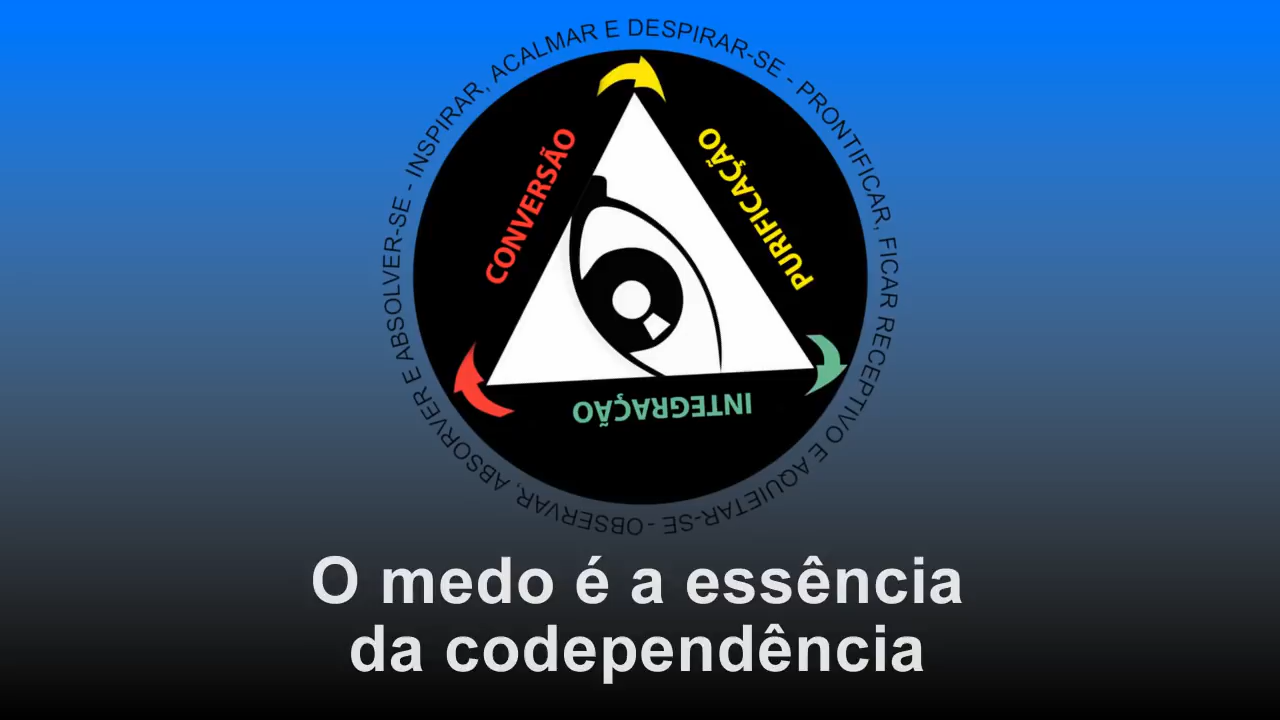 INSPIRAR, ACALMAR E DESPIRAR-SE - PRONTIFICAR, FICAR RECEPTIVO E AQUIETAR-SE - OBSERVAR, ABSORVER E ABSOLVER-SE -
CONVERSÃO
PURIFICAÇÃO
INTEGRAÇÃO
O medo é a essência
da codependência